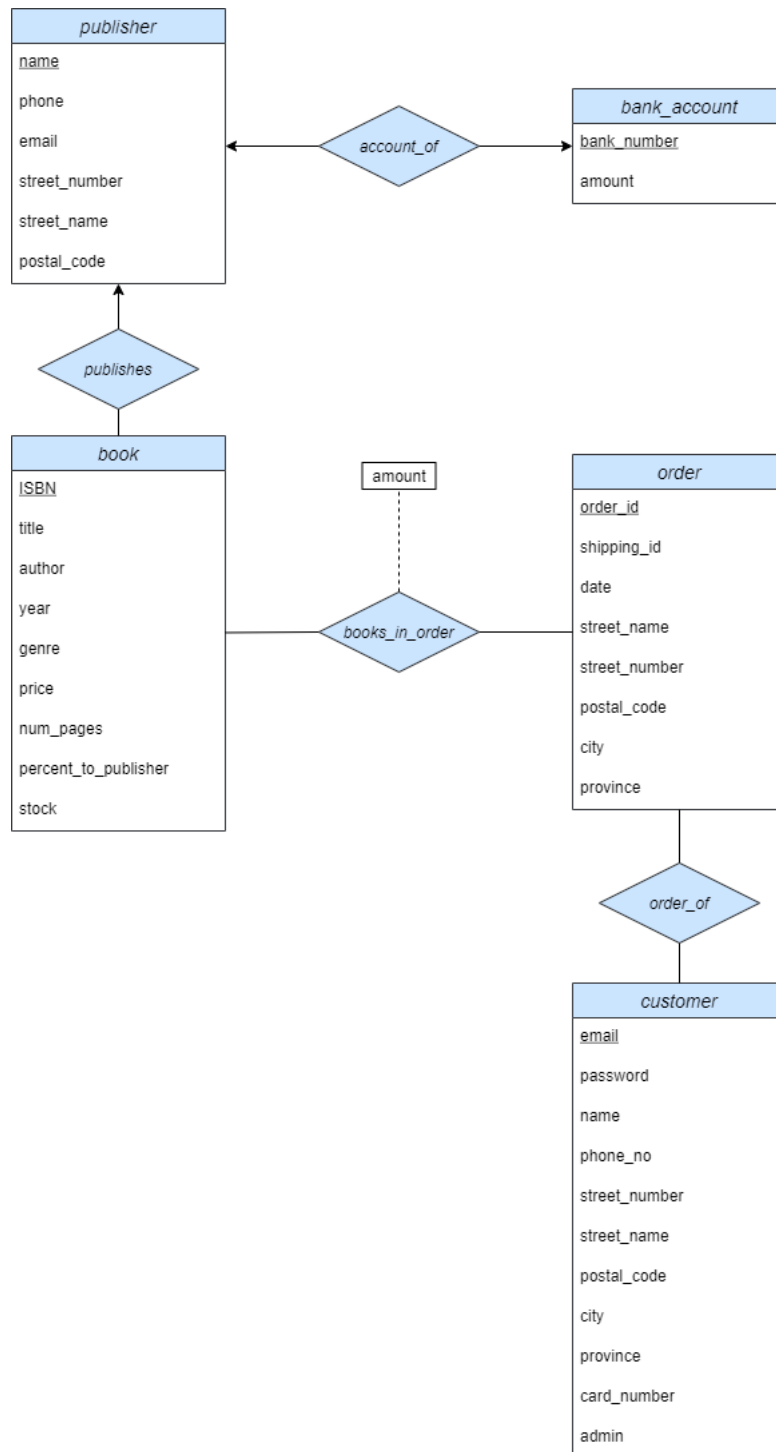 publisher
name
phone
email
street_number
street_name
postal_code
account_of
bank_account
bank_number
amount
publishes
book
ISBN
title
author
year
genre
price
num_pages
percent_to_publisher
stock
amount
books_in_order
order
order_id
shipping_id
date
street_name
street_number
postal_code
city
province
order_of
customer
email
password
name
phone_no
street_number
street_name
postal_code
city
province
card_number
admin